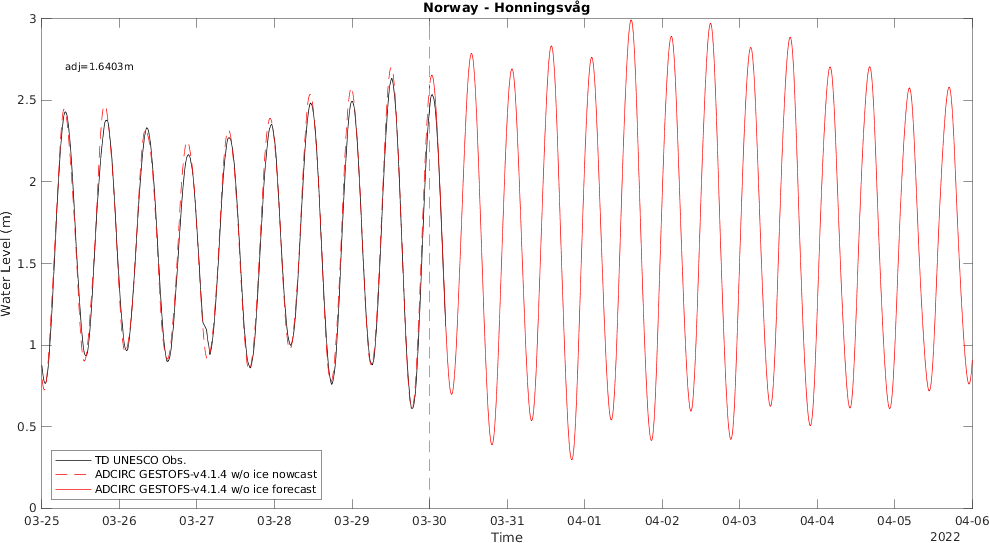 Norway - Honningsvåg
adj=1.6403m
Water Level (m)
3
2.5
2
1.5
1
0.5
0
TD UNESCO Obs.
ADCIRC GESTOFS-v4.1.4 w/o ice nowcast
ADCIRC GESTOFS-v4.1.4 w/o ice forecast
03-25 03-26 03-27 03-28 03-29 03-30 03-31 04-01 04-02 04-03 04-04 04-05 04-06
Time
2022